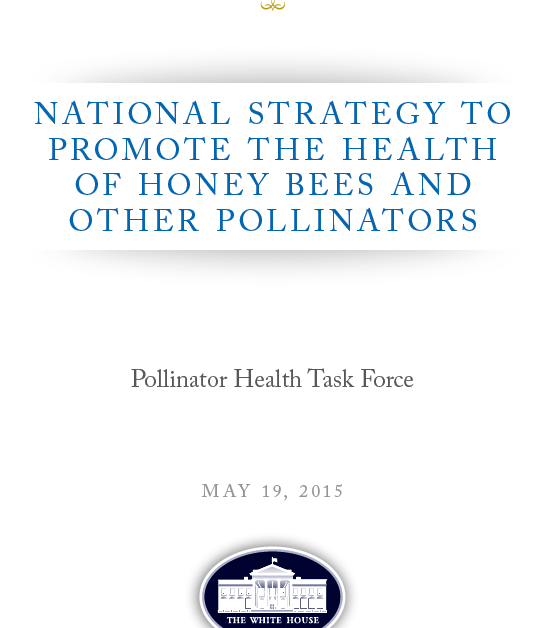 NATIONAL STRATEGY TO
PROMOTE THE HEALTH
OF HONEY BEES AND
OTHER POLLINATORS
Pollinator Health Task Force
MAY 19, 2015
THE WHITE HOUSE